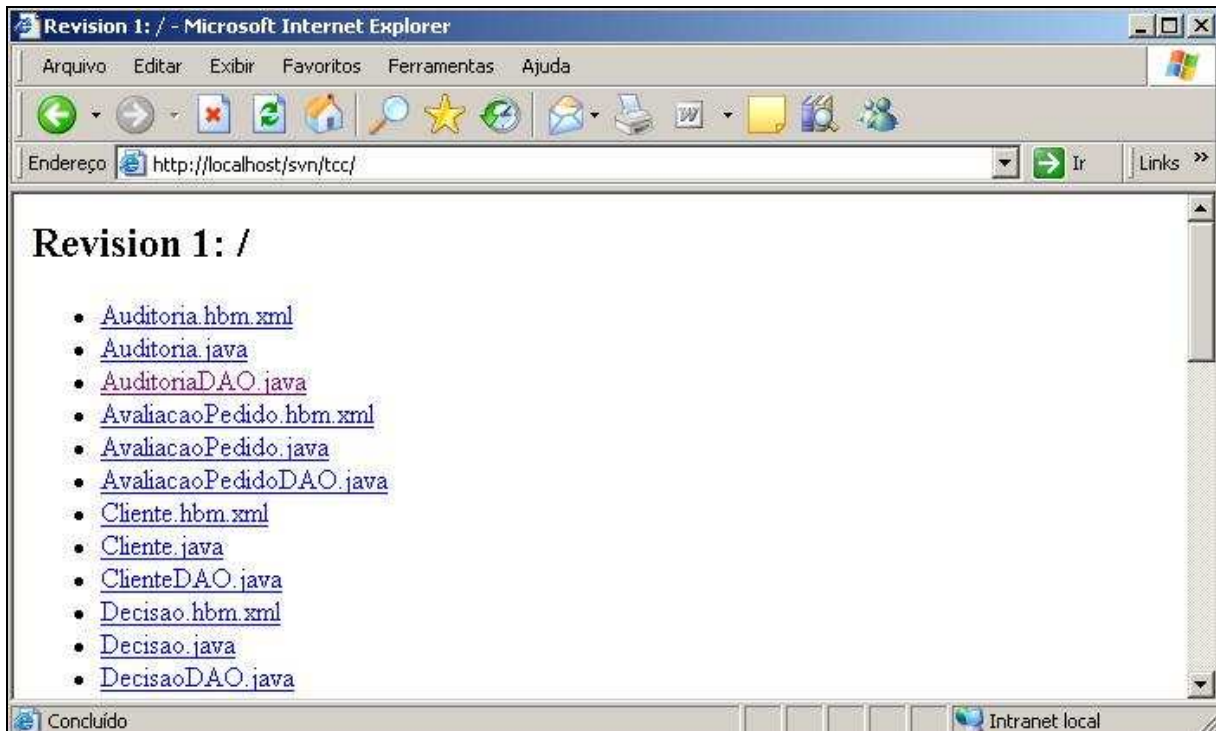 Revision 1: / - Microsoft Internet Explorer
Arquivo Editar Exibir Favoritos Ferramentas Ajuda
Endereço http://localhost/svn/tcc/ Ir Links »
Revision 1: /
Auditoria.hbm.xml
Auditoria.java
AuditoriaDAO.java
AvaliacaoPedido.hbm.xml
AvaliacaoPedido.java
AvaliacaoPedidoDAO.java
Cliente.hbm.xml
Cliente.java
ClienteDAO.java
Decisao.hbm.xml
Decisao.java
DecisaoDAO.java
Concluído Intranet local